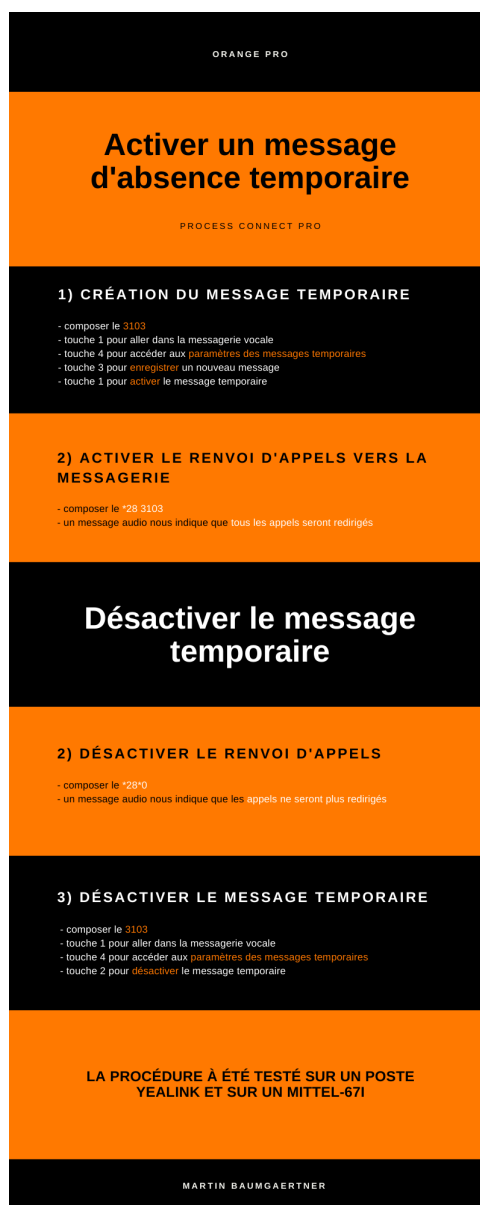 ORANGE PRO
Activer un message
d'absence temporaire
PROCESS CONNECT PRO
1) CRÉATION DU MESSAGE TEMPORAIRE
- composer le 3103
- touche 1 pour aller dans la messagerie vocale
- touche 4 pour accéder aux paramètres des messages temporaires
- touche 3 pour enregistrer un nouveau message
- touche 1 pour activer le message temporaire
2) ACTIVER LE RENVOI D'APPELS VERS LA
MESSAGERIE
- composer le *28 3103
- un message audio nous indique que tous les appels seront redirigés
Désactiver le message
temporaire
2) DÉSACTIVER LE RENVOI D'APPELS
- composer le *28*0
- un message audio nous indique que les appels ne seront plus redirigés
3) DÉSACTIVER LE MESSAGE TEMPORAIRE
- composer le 3103
- touche 1 pour aller dans la messagerie vocale
- touche 4 pour accéder aux paramètres des messages temporaires
- touche 2 pour désactiver le message temporaire
LA PROCÉDURE À ÉTÉ TESTÉ SUR UN POSTE
YEALINK ET SUR UN MITTEL-67I
MARTIN BAUMGAERTNER